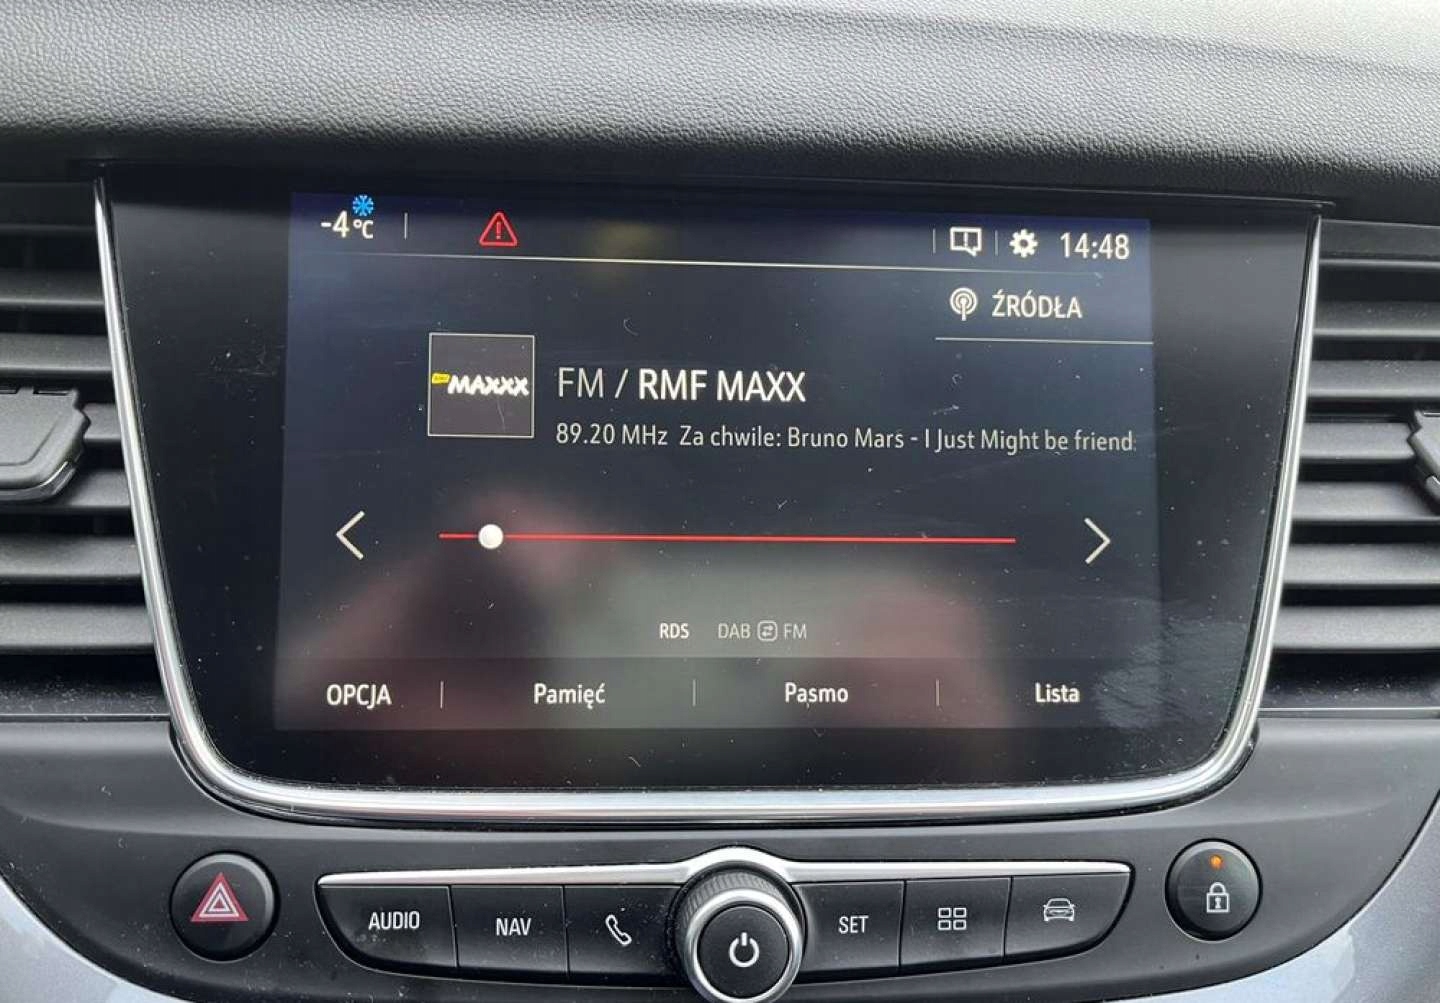 -4°C
14:48
ŹRÓDŁA
RMF MAXXX
FM / RMF MAXX
89.20 MHz Za chwile: Bruno Mars - I Just Might be friend
RDS DAB FM
OPCJA Pamięć Pasmo Lista
AUDIO NAV SET